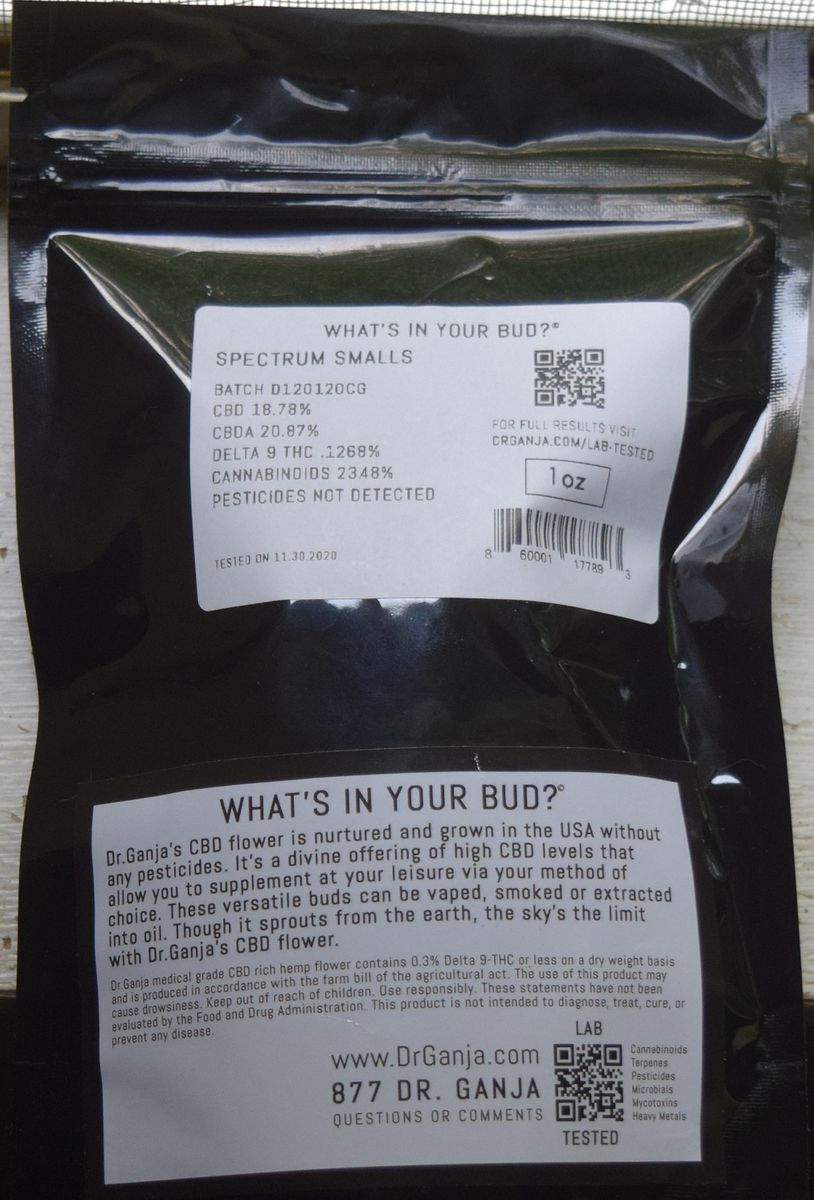 WHAT'S IN YOUR BUD?®
SPECTRUM SMALLS
BATCH D120120CG
CBD 18.78%
CBDA 20.87%
DELTA 9 THC .1268%
CANNABINOIDS 23.48%
PESTICIDES NOT DETECTED
TESTED ON 11.30.2020
FOR FULL RESULTS VISIT
DRGANJA.COM/LAB-TESTED
1 oz
8 60001 17789 3
WHAT'S IN YOUR BUD?©
Dr.Ganja's CBD flower is nurtured and grown in the USA without
any pesticides. It's a divine offering of high CBD levels that
allow you to supplement at your leisure via your method of
choice. These versatile buds can be vaped, smoked or extracted
into oil. Though it sprouts from the earth, the sky's the limit
with Dr.Ganja's CBD flower.
Dr.Ganja medical grade CBD rich hemp flower contains 0.3% Delta 9-THC or less on a dry weight basis
and is produced in accordance with the farm bill of the agricultural act. The use of this product may
cause drowsiness. Keep out of reach of children. Use responsibly. These statements have not been
evaluated by the Food and Drug Administration. This product is not intended to diagnose, treat, cure, or
prevent any disease.
www.DrGanja.com
877 DR. GANJA
QUESTIONS OR COMMENTS
LAB
TESTED
Cannabinoids
Terpenes
Pesticides
Microbials
Mycotoxins
Heavy Metals